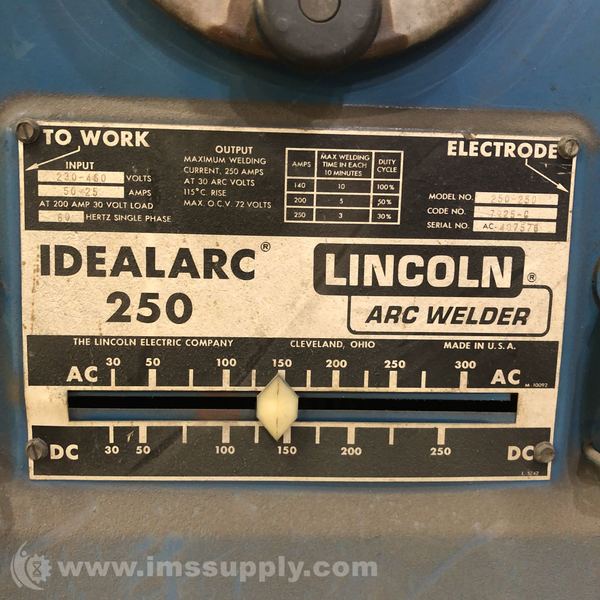 TO WORK
INPUT
230-460 VOLTS
50-25 AMPS
AT 200 AMP 30 VOLT LOAD
60 HERTZ SINGLE PHASE
OUTPUT
MAXIMUM WELDING
CURRENT, 250 AMPS
AT 30 ARC VOLTS
115°C. RISE
MAX. O.C.V. 72 VOLTS
AMPS MAX WELDING TIME IN EACH 10 MINUTES DUTY CYCLE
140 10 100%
200 5 50%
250 3 30%
ELECTRODE
MODEL NO. 250-250
CODE NO.
SERIAL NO. AC-
IDEALARC®
250
LINCOLN®
ARC WELDER
THE LINCOLN ELECTRIC COMPANY CLEVELAND, OHIO MADE IN U.S.A.
AC 30 50 100 150 200 250 300 AC
M 10092
DC 30 50 100 150 200 250 DC
L 5242
www.imssupply.com